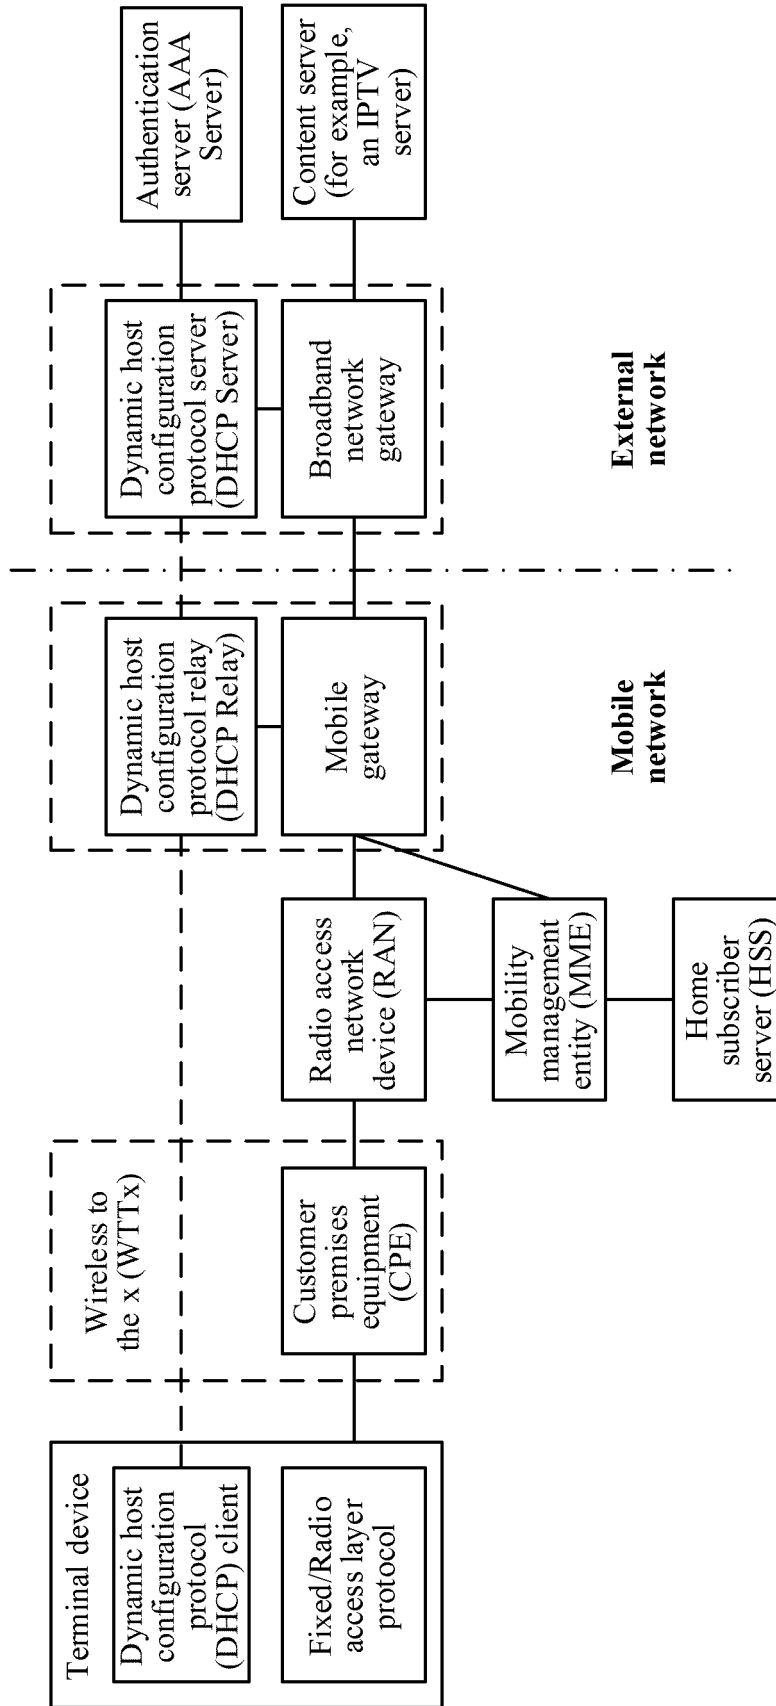 Terminal device
Dynamic host
configuration
protocol
(DHCP) client
Fixed/Radio
access layer
protocol
Wireless to
the x (WTTx)
Customer
premises
equipment
(CPE)
Radio access
network
device (RAN)
Mobility
management
entity (MME)
Home
subscriber
server (HSS)
Dynamic host
configuration
protocol relay
(DHCP Relay)
Mobile
gateway
Mobile
network
Dynamic host
configuration
protocol server
(DHCP Server)
Broadband
network
gateway
External
network
Authentication
server (AAA
Server)
Content server
(for example,
an IPTV
server)